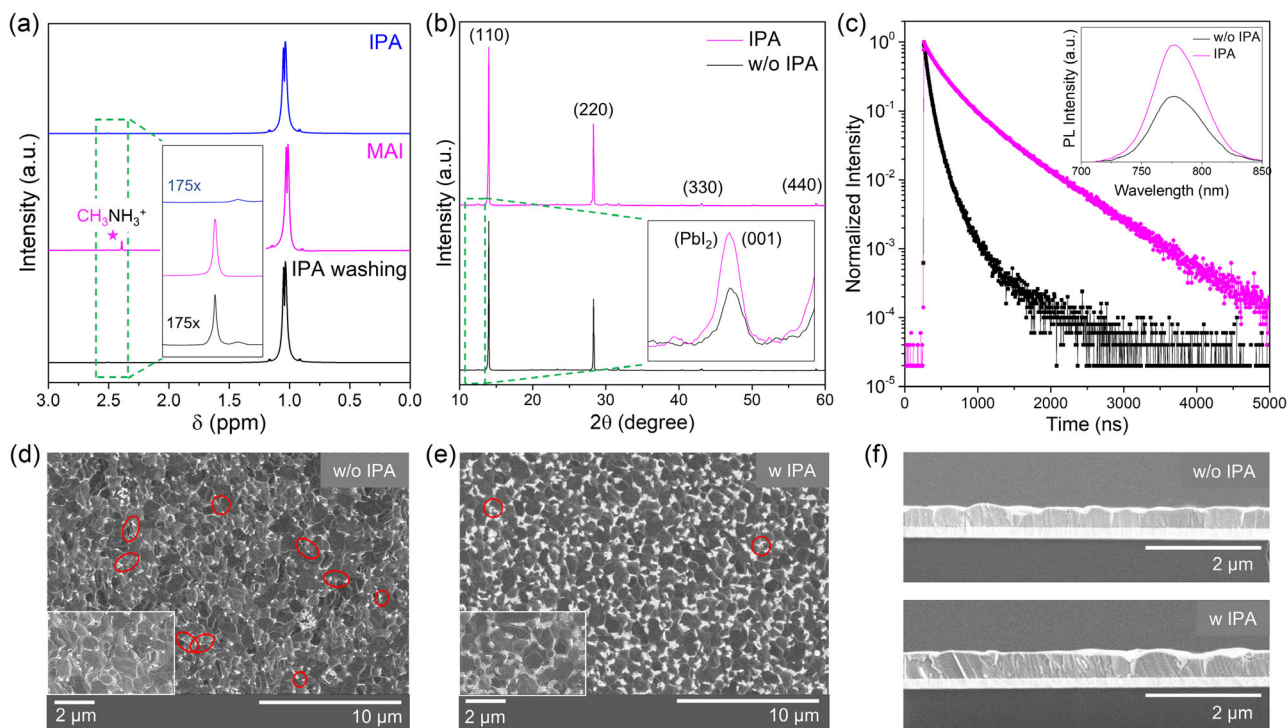 (a)
IPA
MAI
175x
CH₃NH₃⁺
★
175x
IPA washing
Intensity (a.u.)
3.0 2.5 2.0 1.5 1.0 0.5 0.0
δ (ppm)
(b)
(110)
IPA
w/o IPA
(220)
(330)
(440)
(PbI₂) (001)
Intensity (a.u.)
10 20 30 40 50 60
2θ (degree)
(c)
10⁰
10⁻¹
10⁻²
10⁻³
10⁻⁴
10⁻⁵
Normalized Intensity
PL Intensity (a.u.)
w/o IPA
IPA
700 750 800 850
Wavelength (nm)
0 1000 2000 3000 4000 5000
Time (ns)
(d)
w/o IPA
2 μm
10 μm
(e)
w IPA
2 μm
10 μm
(f)
w/o IPA
2 μm
w IPA
2 μm